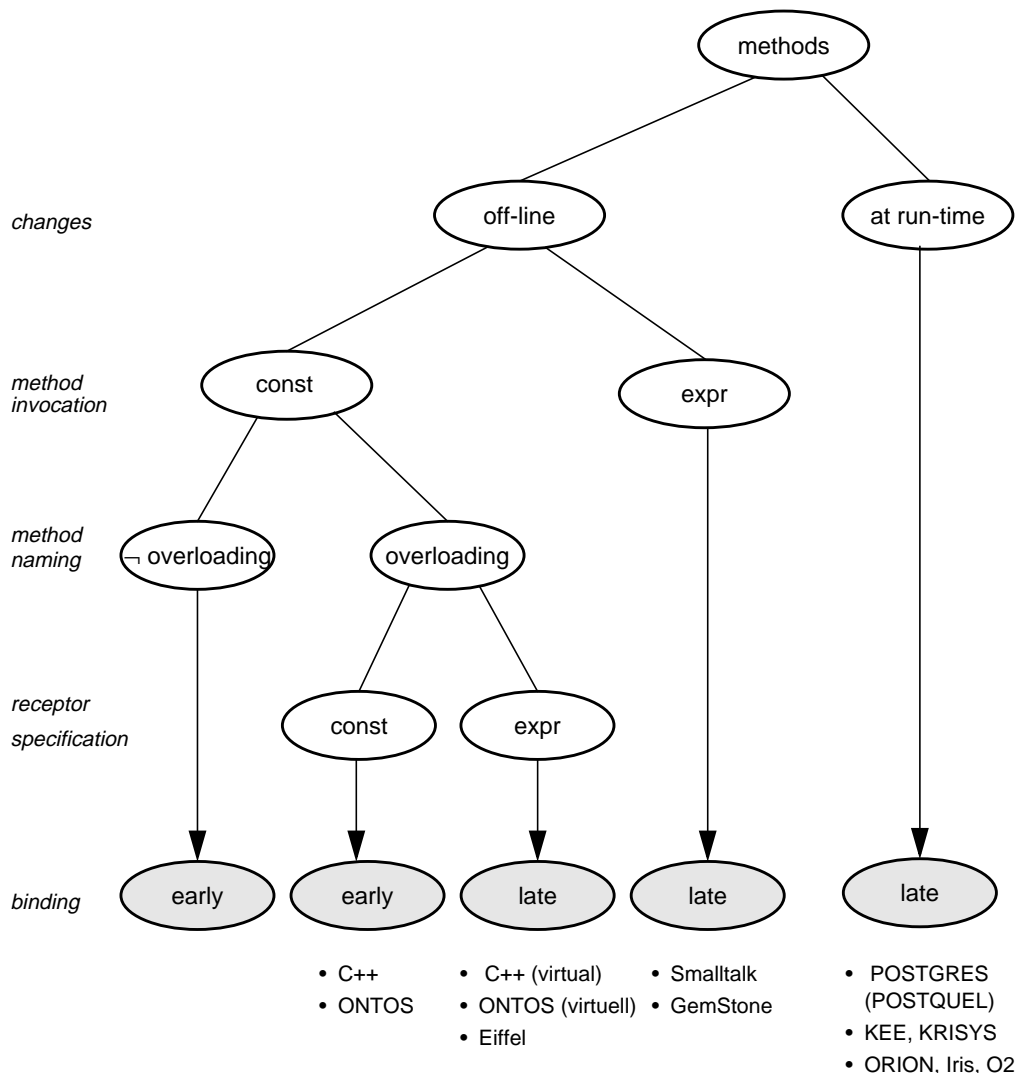 methods
changes
off-line
at run-time
method
invocation
const
expr
method
naming
¬ overloading
overloading
receptor
specification
const
expr
binding
early
early
late
late
late
• C++
• ONTOS
• C++ (virtual)
• ONTOS (virtuell)
• Eiffel
• Smalltalk
• GemStone
• POSTGRES
(POSTQUEL)
• KEE, KRISYS
• ORION, Iris, O2